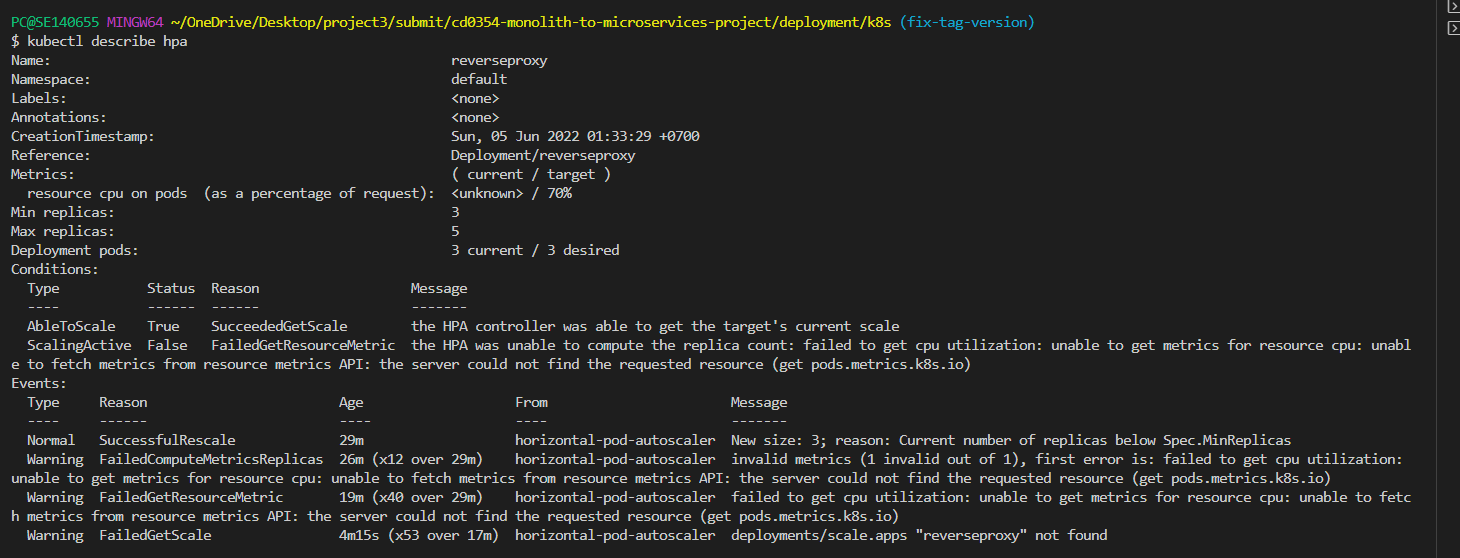 PC@SE140655 MINGW64 ~/OneDrive/Desktop/project3/submit/cd0354-monolith-to-microservices-project/deployment/k8s (fix-tag-version)
$ kubectl describe hpa
Name: reverseproxy
Namespace: default
Labels: <none>
Annotations: <none>
CreationTimestamp: Sun, 05 Jun 2022 01:33:29 +0700
Reference: Deployment/reverseproxy
Metrics: ( current / target )
resource cpu on pods (as a percentage of request): <unknown> / 70%
Min replicas: 3
Max replicas: 5
Deployment pods: 3 current / 3 desired
Conditions:
Type Status Reason Message
---- ------ ------ -------
AbleToScale True SucceededGetScale the HPA controller was able to get the target's current scale
ScalingActive False FailedGetResourceMetric the HPA was unable to compute the replica count: failed to get cpu utilization: unable to get metrics for resource cpu: unabl
e to fetch metrics from resource metrics API: the server could not find the requested resource (get pods.metrics.k8s.io)
Events:
Type Reason Age From Message
---- ------ ---- ---- -------
Normal SuccessfulRescale 29m horizontal-pod-autoscaler New size: 3; reason: Current number of replicas below Spec.MinReplicas
Warning FailedComputeMetricsReplicas 26m (x12 over 29m) horizontal-pod-autoscaler invalid metrics (1 invalid out of 1), first error is: failed to get cpu utilization:
unable to get metrics for resource cpu: unable to fetch metrics from resource metrics API: the server could not find the requested resource (get pods.metrics.k8s.io)
Warning FailedGetResourceMetric 19m (x40 over 29m) horizontal-pod-autoscaler failed to get cpu utilization: unable to get metrics for resource cpu: unable to fetc
h metrics from resource metrics API: the server could not find the requested resource (get pods.metrics.k8s.io)
Warning FailedGetScale 4m15s (x53 over 17m) horizontal-pod-autoscaler deployments/scale.apps "reverseproxy" not found